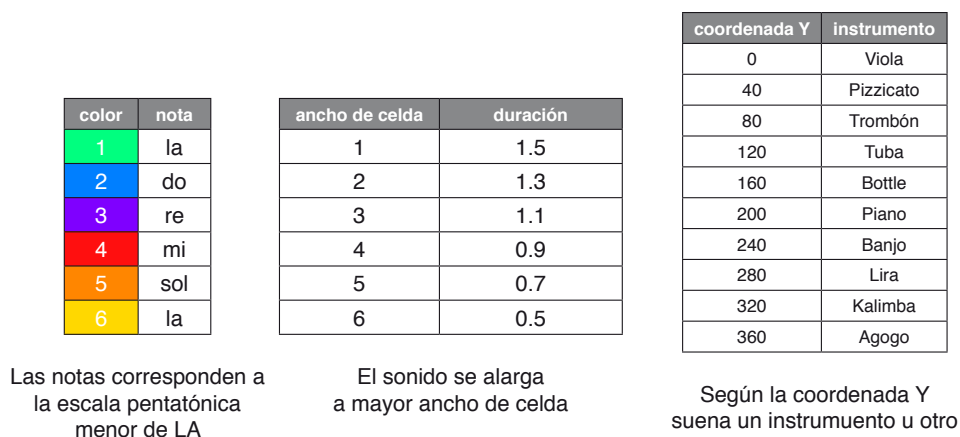 color nota
1 la
2 do
3 re
4 mi
5 sol
6 la
Las notas corresponden a
la escala pentatónica
menor de LA
ancho de celda duración
1 1.5
2 1.3
3 1.1
4 0.9
5 0.7
6 0.5
El sonido se alarga
a mayor ancho de celda
coordenada Y instrumento
0 Viola
40 Pizzicato
80 Trombón
120 Tuba
160 Bottle
200 Piano
240 Banjo
280 Lira
320 Kalimba
360 Agogo
Según la coordenada Y
suena un instrumuento u otro